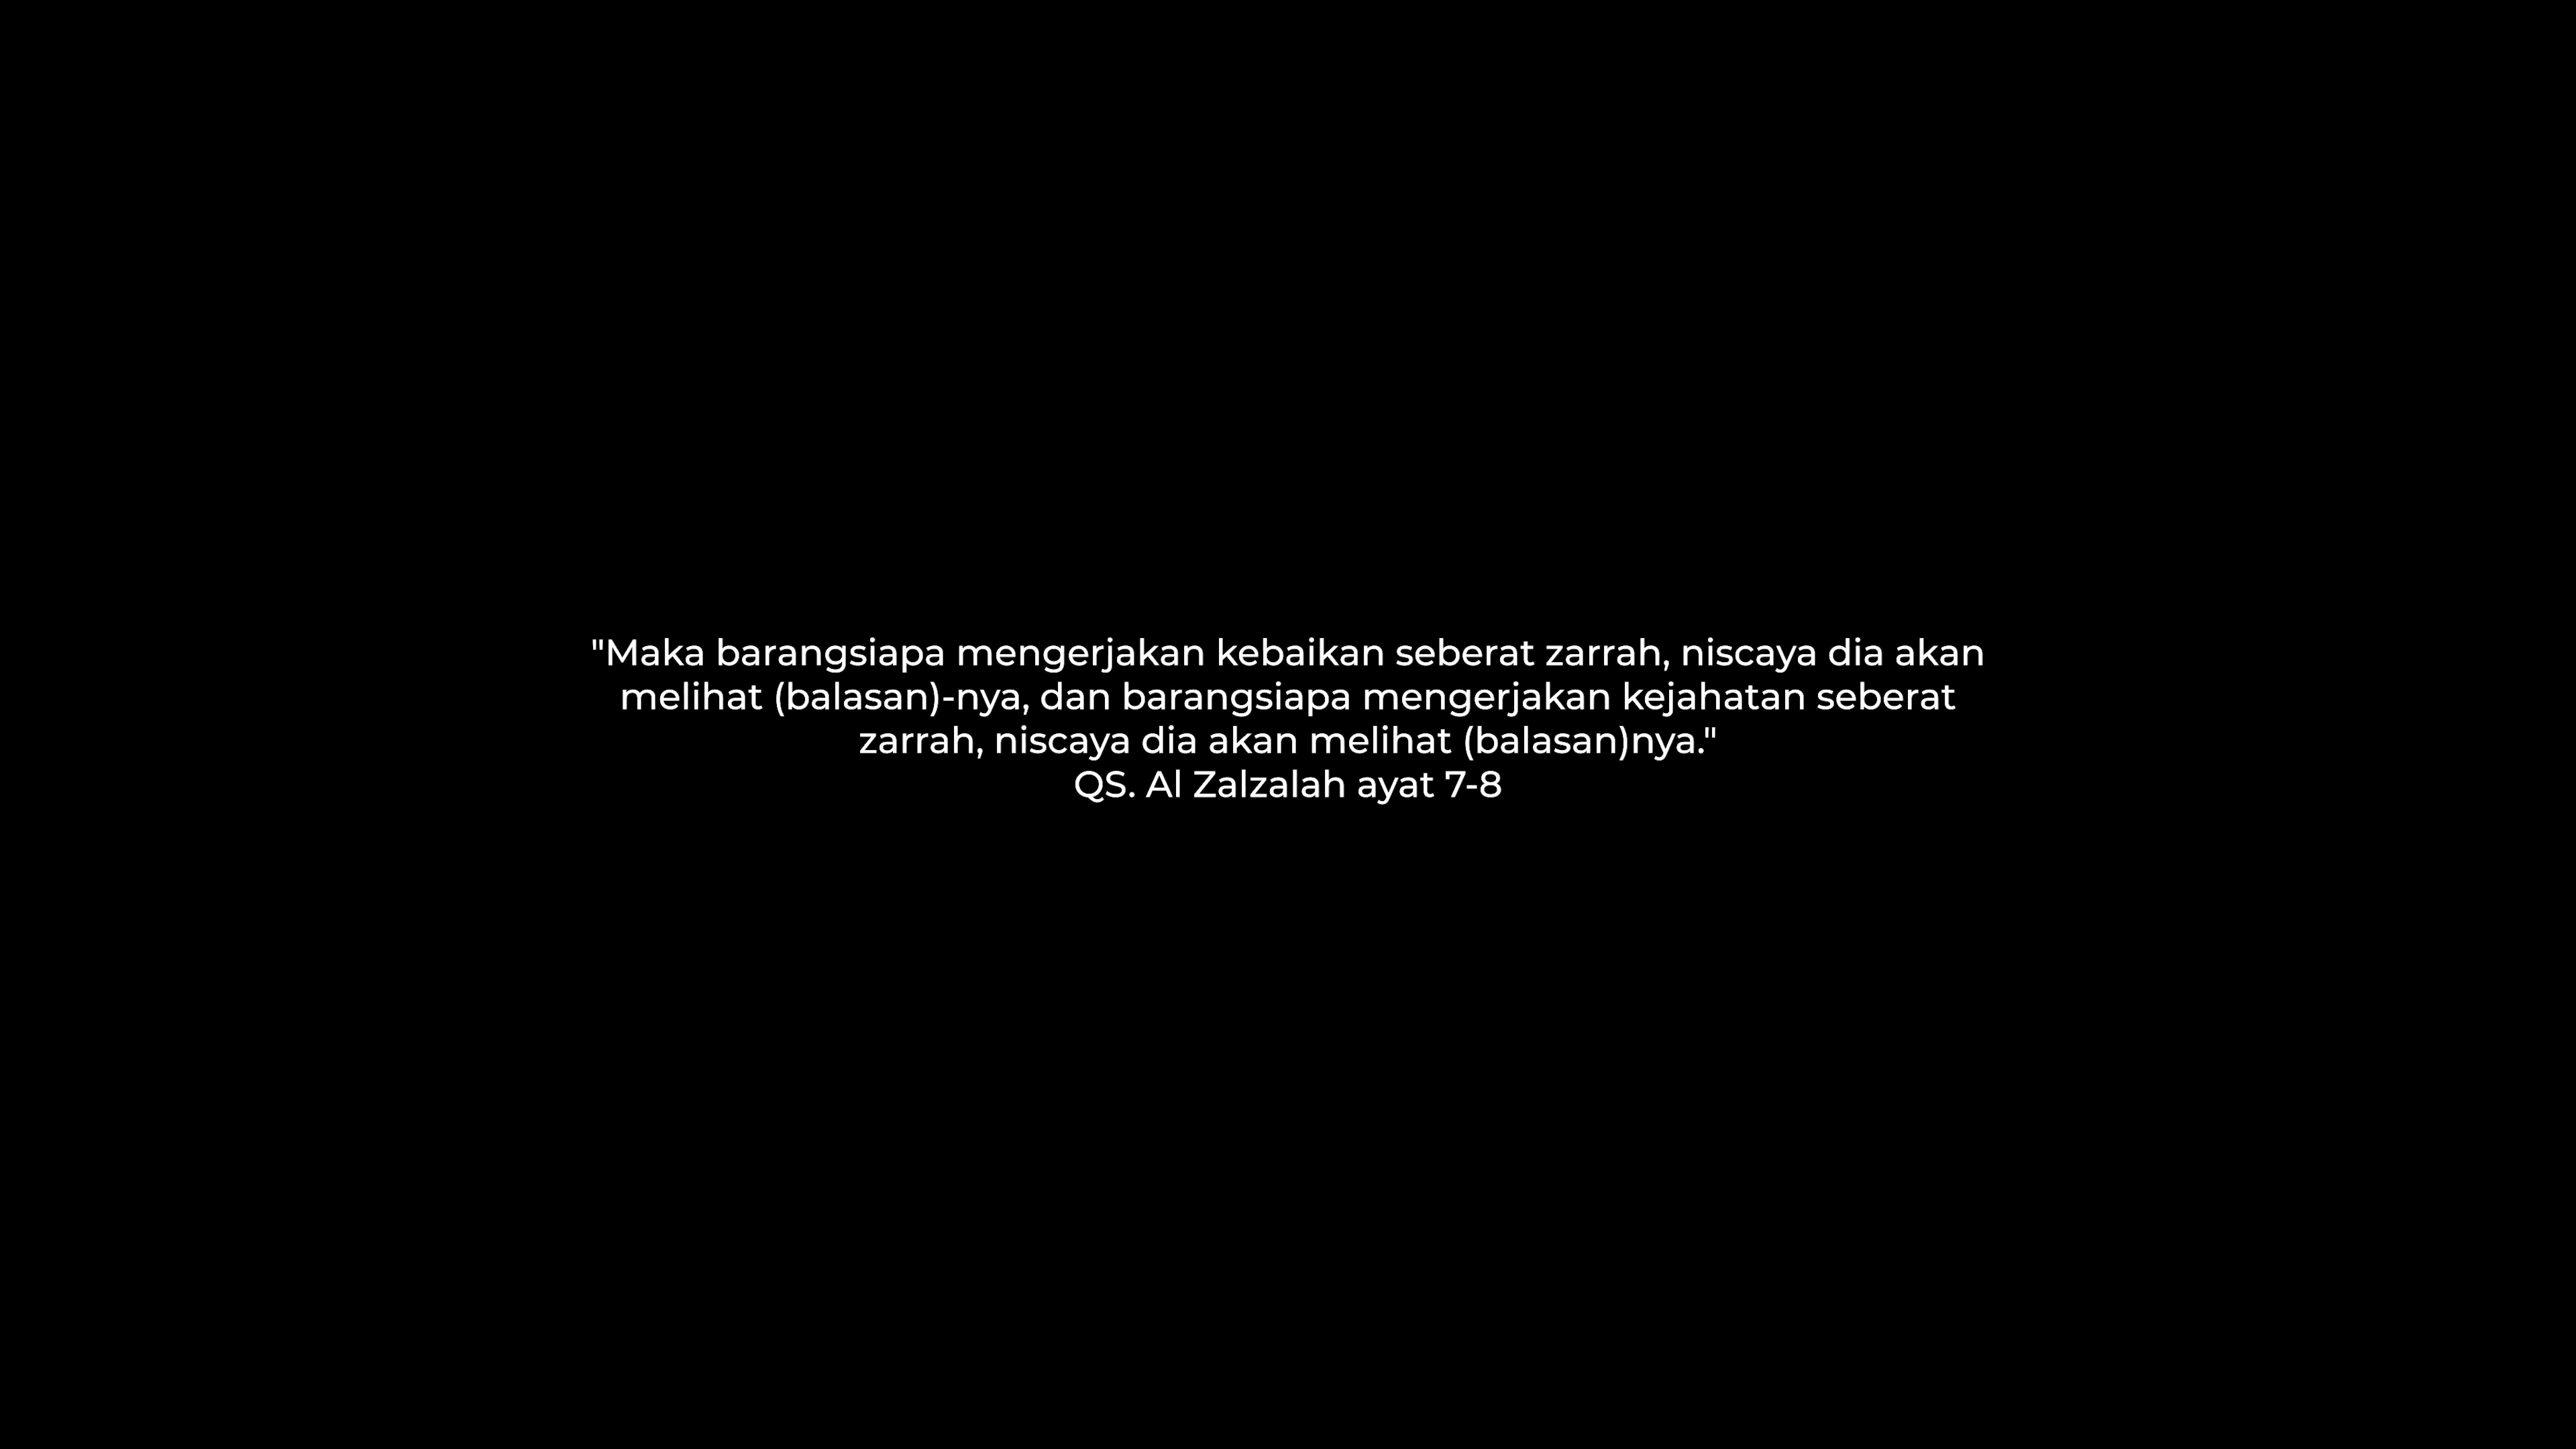 "Maka barangsiapa mengerjakan kebaikan seberat zarrah, niscaya dia akan
melihat (balasan)-nya, dan barangsiapa mengerjakan kejahatan seberat
zarrah, niscaya dia akan melihat (balasan)nya."
QS. Al Zalzalah ayat 7-8